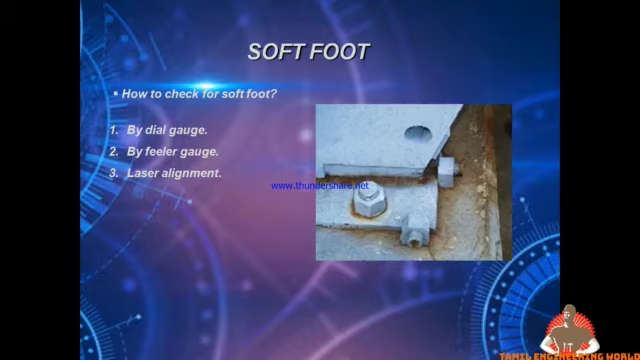 SOFT FOOT
▪ How to check for soft foot?
1. By dial gauge.
2. By feeler gauge.
3. Laser alignment.
www.thundershare.net
IT
TAMIL ENGINEERING WORLD